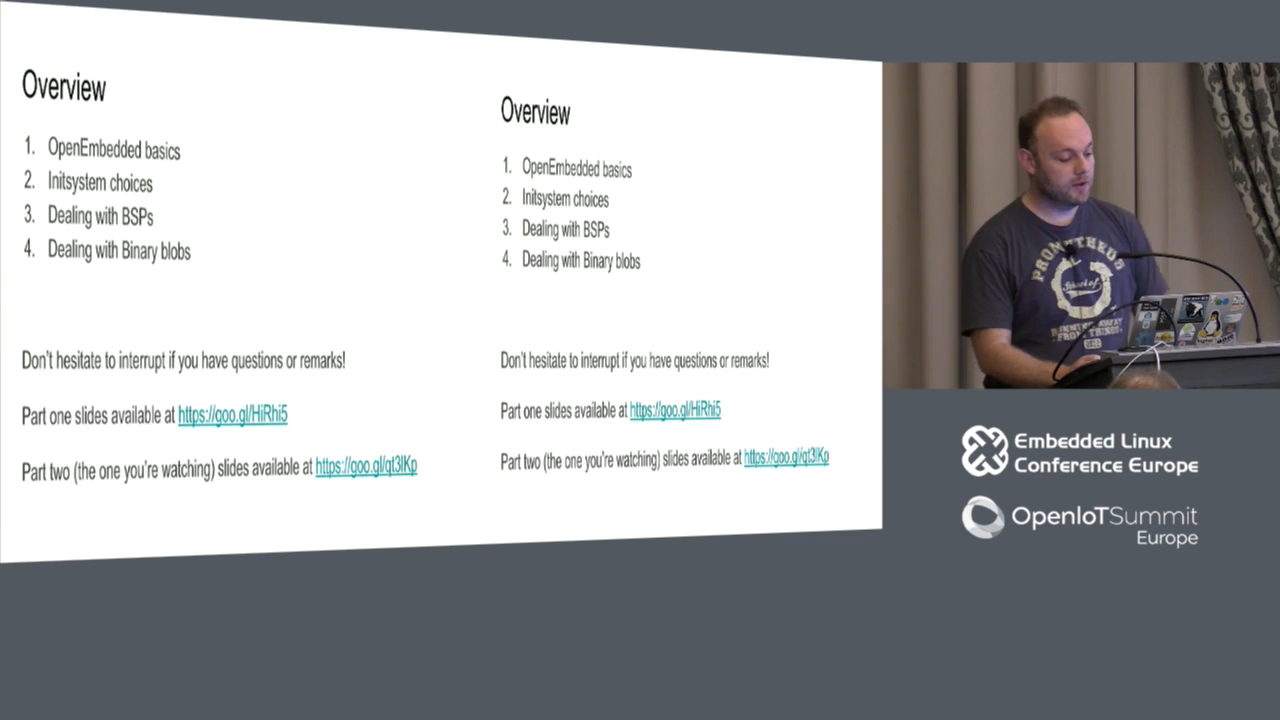 Overview
1. OpenEmbedded basics
2. Initsystem choices
3. Dealing with BSPs
4. Dealing with Binary blobs
Don't hesitate to interrupt if you have questions or remarks!
Part one slides available at https://goo.gl/HiRhi5
Part two (the one you're watching) slides available at https://goo.gl/qt3lKp
Overview
1. OpenEmbedded basics
2. Initsystem choices
3. Dealing with BSPs
4. Dealing with Binary blobs
Don't hesitate to interrupt if you have questions or remarks!
Part one slides available at https://goo.gl/HiRhi5
Part two (the one you're watching) slides available at https://goo.gl/qt3lKp
PROMETHEUS
School of
Embedded Linux
Conference Europe
OpenIoTSummit
Europe